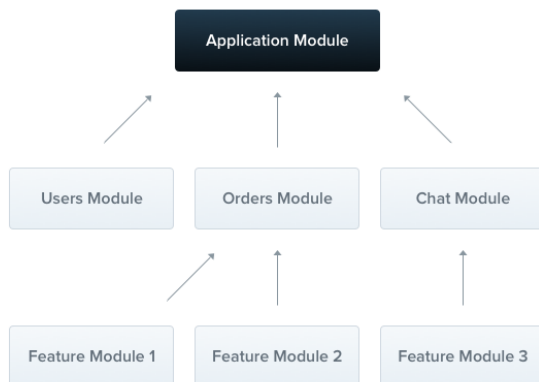 Application Module
Users Module
Orders Module
Chat Module
Feature Module 1
Feature Module 2
Feature Module 3